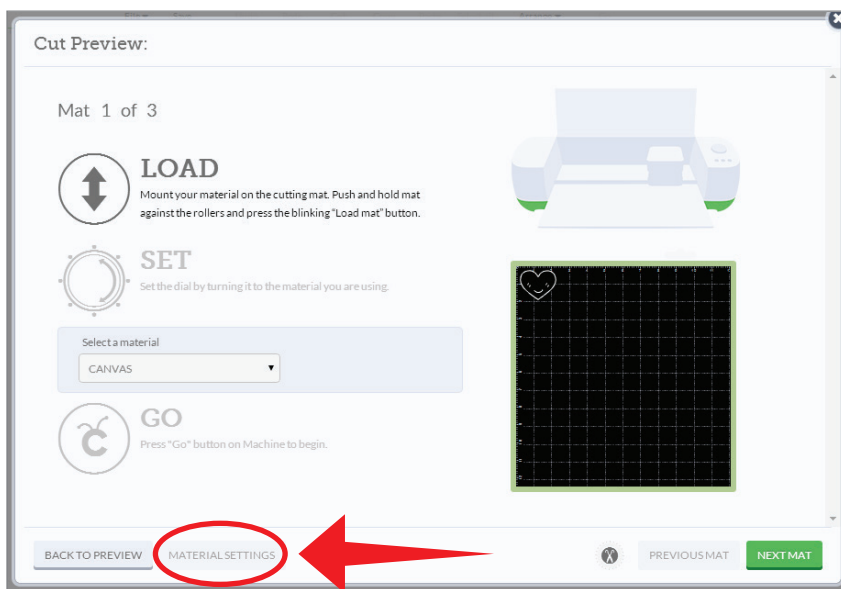 Cut Preview:
Mat 1 of 3
LOAD
Mount your material on the cutting mat. Push and hold mat
against the rollers and press the blinking "Load mat" button.
SET
Set the dial by turning it to the material you are using.
Select a material
CANVAS
GO
Press "Go" button on Machine to begin.
BACK TO PREVIEW
MATERIAL SETTINGS
PREVIOUS MAT
NEXT MAT